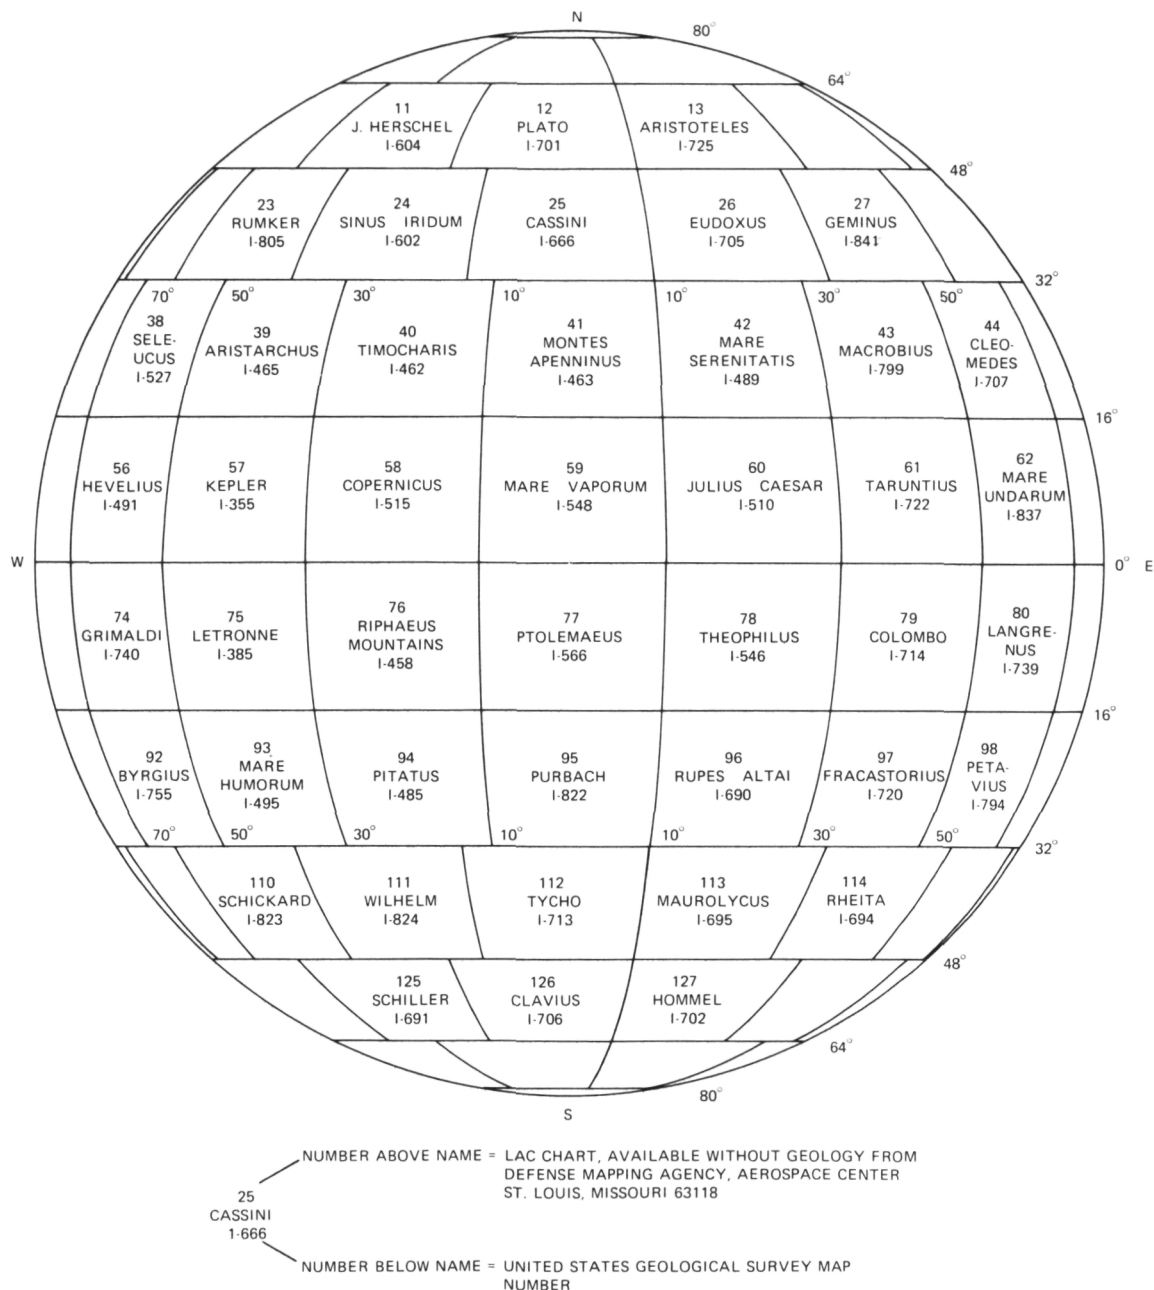 N
80°
64°
11
J. HERSCHEL
I-604
12
PLATO
I-701
13
ARISTOTELES
I-725
48°
23
RUMKER
I-805
24
SINUS IRIDUM
I-602
25
CASSINI
I-666
26
EUDOXUS
I-705
27
GEMINUS
I-841
32°
70° 50° 30° 10° 10° 30° 50°
38
SELE-
UCUS
I-527
39
ARISTARCHUS
I-465
40
TIMOCHARIS
I-462
41
MONTES
APENNINUS
I-463
42
MARE
SERENITATIS
I-489
43
MACROBIUS
I-799
44
CLEO-
MEDES
I-707
16°
56
HEVELIUS
I-491
57
KEPLER
I-355
58
COPERNICUS
I-515
59
MARE VAPORUM
I-548
60
JULIUS CAESAR
I-510
61
TARUNTIUS
I-722
62
MARE
UNDARUM
I-837
W
0° E
74
GRIMALDI
I-740
75
LETRONNE
I-385
76
RIPHAEUS
MOUNTAINS
I-458
77
PTOLEMAEUS
I-566
78
THEOPHILUS
I-546
79
COLOMBO
I-714
80
LANGRE-
NUS
I-739
16°
92
BYRGIUS
I-755
93
MARE
HUMORUM
I-495
94
PITATUS
I-485
95
PURBACH
I-822
96
RUPES ALTAI
I-690
97
FRACASTORIUS
I-720
98
PETA-
VIUS
I-794
70° 50° 30° 10° 10° 30° 50°
32°
110
SCHICKARD
I-823
111
WILHELM
I-824
112
TYCHO
I-713
113
MAUROLYCUS
I-695
114
RHEITA
I-694
48°
125
SCHILLER
I-691
126
CLAVIUS
I-706
127
HOMMEL
I-702
64°
80°
S
NUMBER ABOVE NAME = LAC CHART, AVAILABLE WITHOUT GEOLOGY FROM
DEFENSE MAPPING AGENCY, AEROSPACE CENTER
ST. LOUIS, MISSOURI 63118
25
CASSINI
1-666
NUMBER BELOW NAME = UNITED STATES GEOLOGICAL SURVEY MAP
NUMBER